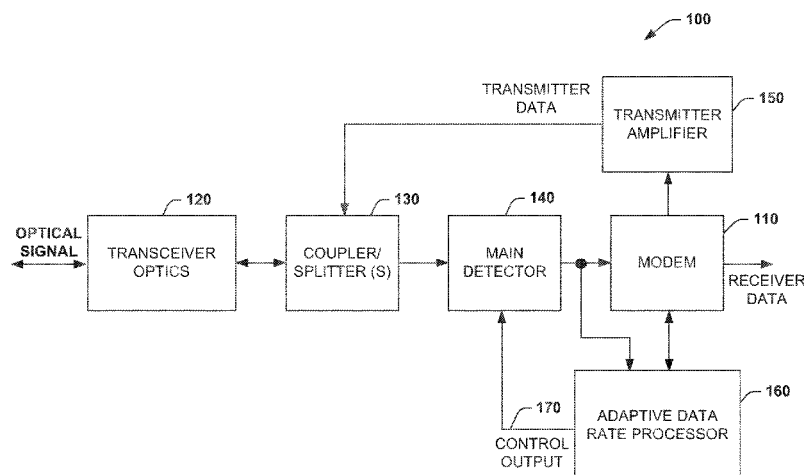 100
TRANSMITTER
DATA
TRANSMITTER
AMPLIFIER
150
120
130
140
110
OPTICAL
SIGNAL
TRANSCEIVER
OPTICS
COUPLER/
SPLITTER (S)
MAIN
DETECTOR
MODEM
RECEIVER
DATA
170
CONTROL
OUTPUT
ADAPTIVE DATA
RATE PROCESSOR
160